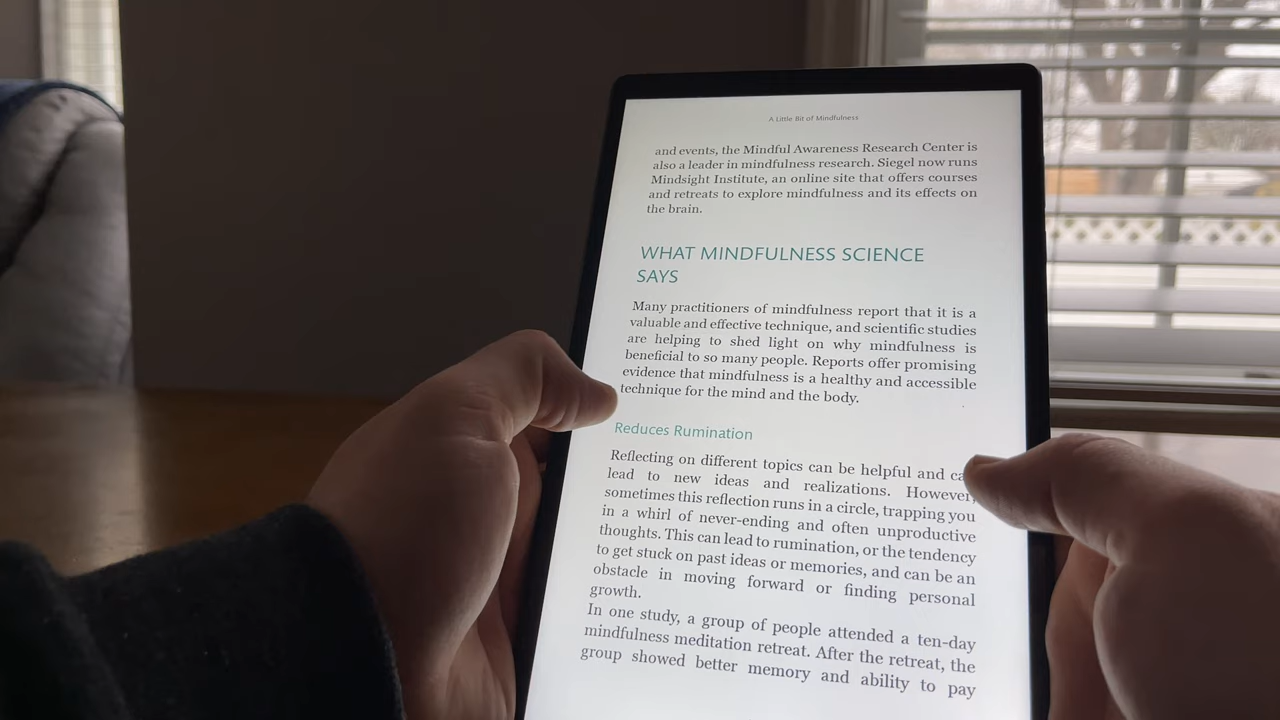 A Little Bit of Mindfulness
and events, the Mindful Awareness Research Center is
also a leader in mindfulness research. Siegel now runs
Mindsight Institute, an online site that offers courses
and retreats to explore mindfulness and its effects on
the brain.
WHAT MINDFULNESS SCIENCE
SAYS
Many practitioners of mindfulness report that it is a
valuable and effective technique, and scientific studies
are helping to shed light on why mindfulness is
beneficial to so many people. Reports offer promising
evidence that mindfulness is a healthy and accessible
technique for the mind and the body.
Reduces Rumination
Reflecting on different topics can be helpful and ca
lead to new ideas and realizations. However,
sometimes this reflection runs in a circle, trapping you
in a whirl of never-ending and often unproductive
thoughts. This can lead to rumination, or the tendency
to get stuck on past ideas or memories, and can be an
obstacle in moving forward or finding personal
growth.
In one study, a group of people attended a ten-day
mindfulness meditation retreat. After the retreat, the
group showed better memory and ability to pay